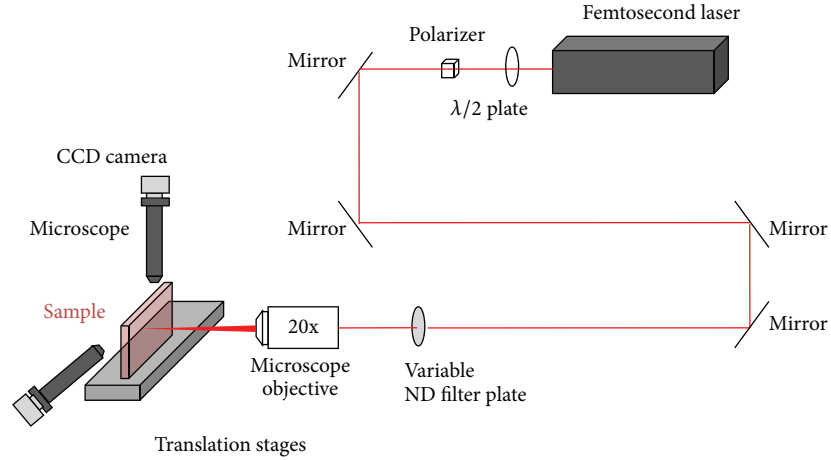 Femtosecond laser
Polarizer
Mirror
λ/2 plate
CCD camera
Microscope
Mirror
Mirror
Sample
20x
Mirror
Microscope
objective
Variable
ND filter plate
Translation stages